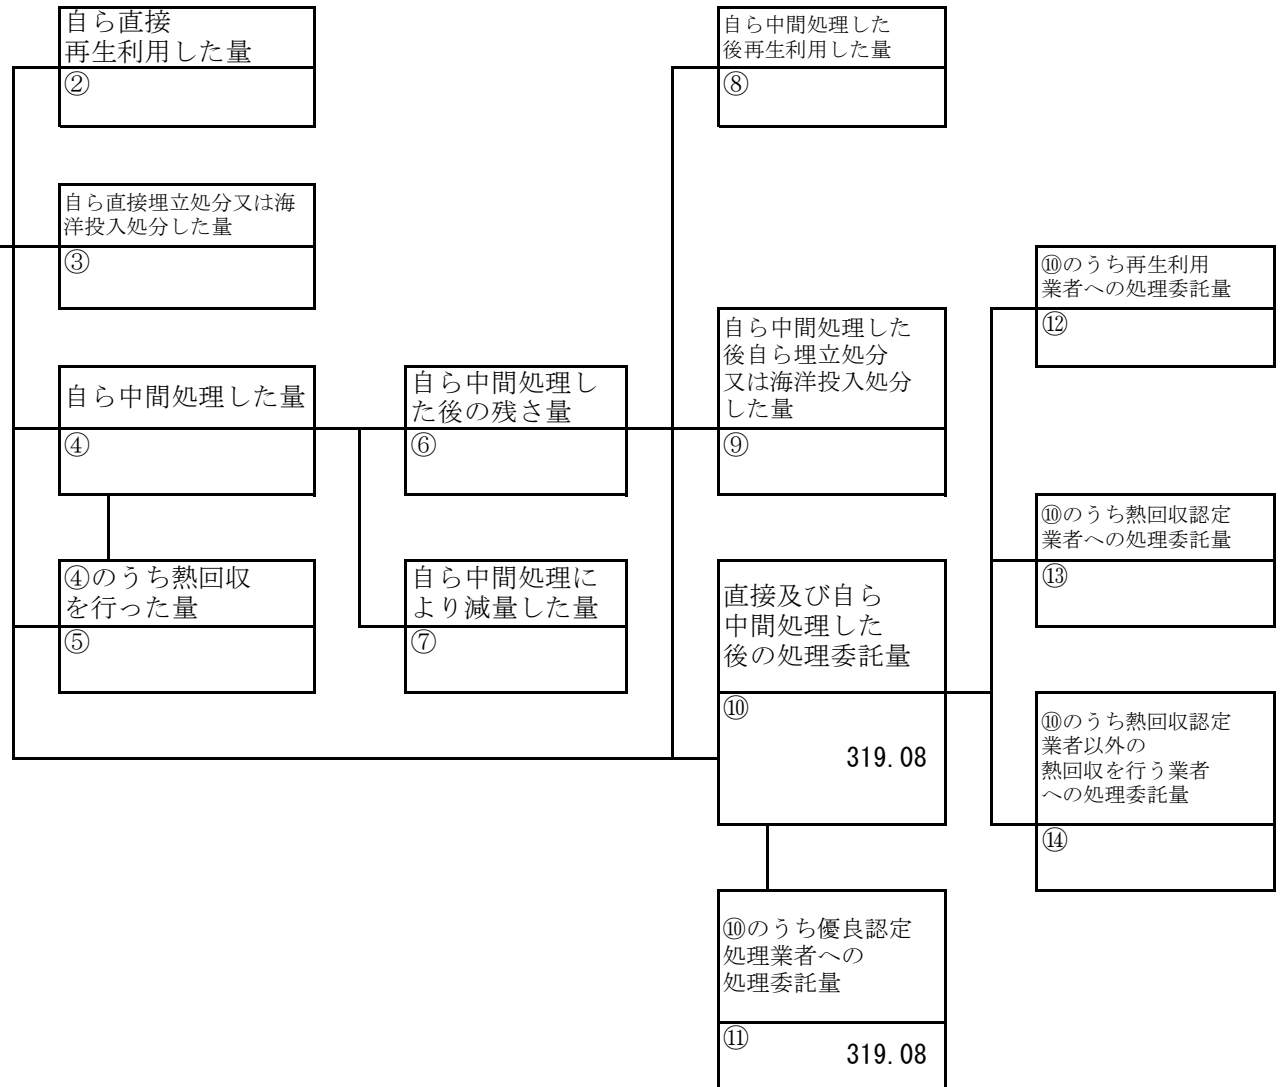 自ら直接
再生利用した量
②
自ら直接埋立処分又は海
洋投入処分した量
③
自ら中間処理した量
④
④のうち熱回収
を行った量
⑤
自ら中間処理し
た後の残さ量
⑥
自ら中間処理に
より減量した量
⑦
自ら中間処理した
後再生利用した量
⑧
自ら中間処理した
後自ら埋立処分
又は海洋投入処分
した量
⑨
直接及び自ら
中間処理した
後の処理委託量
⑩
319.08
⑩のうち優良認定
処理業者への
処理委託量
⑪
319.08
⑩のうち再生利用
業者への処理委託量
⑫
⑩のうち熱回収認定
業者への処理委託量
⑬
⑩のうち熱回収認定
業者以外の
熱回収を行う業者
への処理委託量
⑭